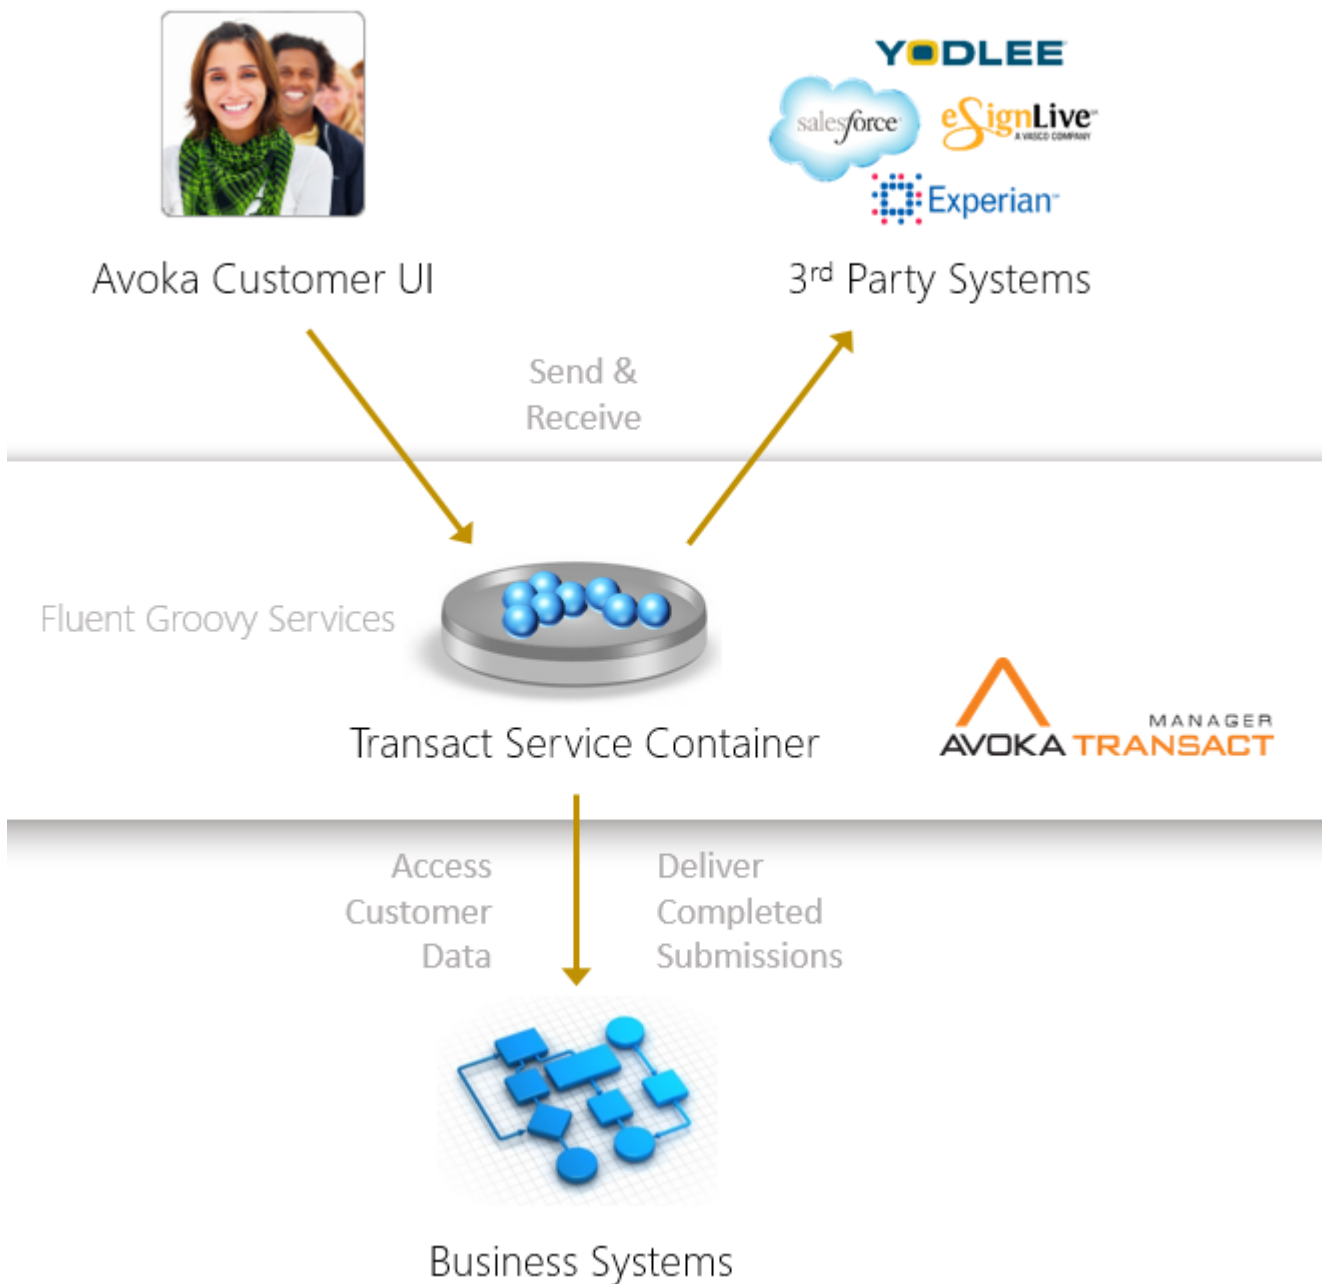 YODLEE
salesforce
eSignLive
A VASCO COMPANY
Experian
Avoka Customer UI
3rd Party Systems
Send &
Receive
Fluent Groovy Services
Transact Service Container
MANAGER
AVOKA TRANSACT
Access
Customer
Data
Deliver
Completed
Submissions
Business Systems